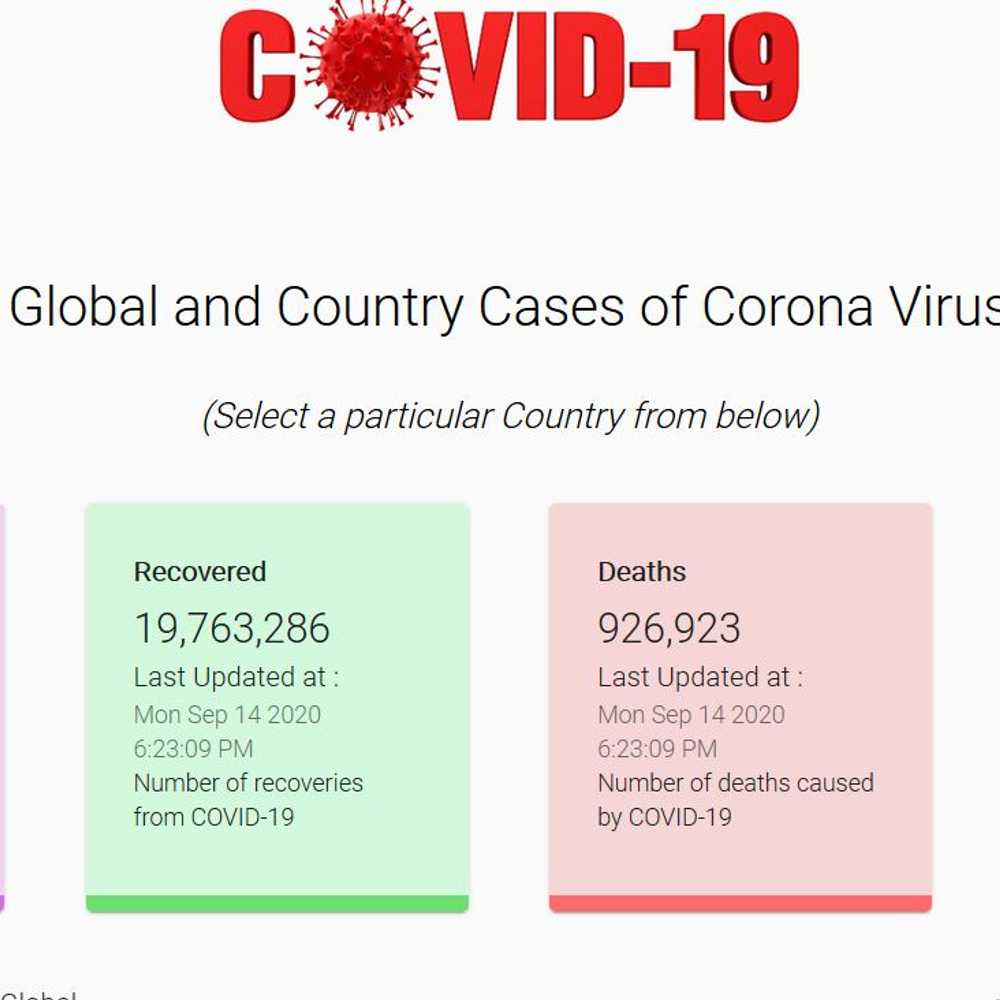 COVID-19
Global and Country Cases of Corona Virus
(Select a particular Country from below)
Recovered
19,763,286
Last Updated at :
Mon Sep 14 2020
6:23:09 PM
Number of recoveries
from COVID-19
Deaths
926,923
Last Updated at :
Mon Sep 14 2020
6:23:09 PM
Number of deaths caused
by COVID-19
Global